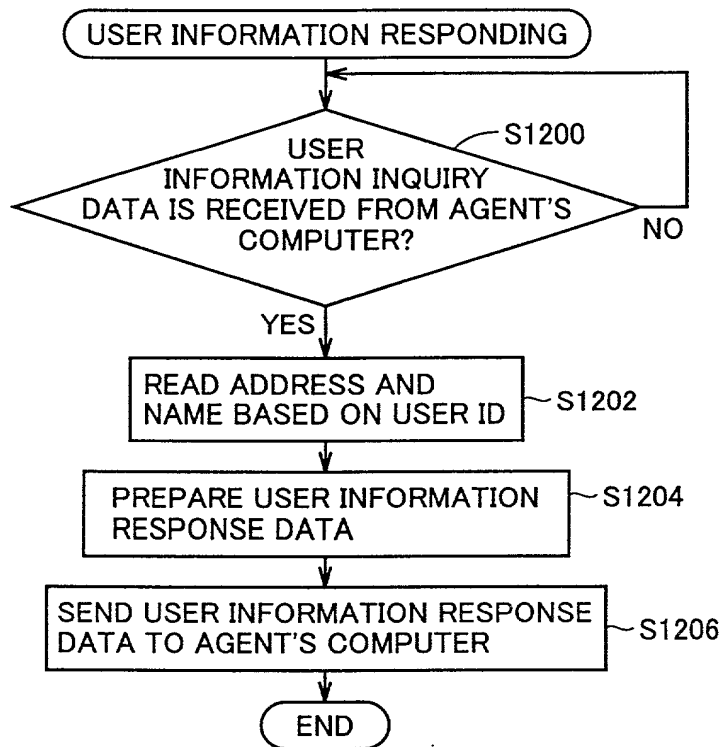 USER INFORMATION RESPONDING
S1200
USER
INFORMATION INQUIRY
DATA IS RECEIVED FROM AGENT'S
COMPUTER?
NO
YES
READ ADDRESS AND
NAME BASED ON USER ID
S1202
PREPARE USER INFORMATION
RESPONSE DATA
S1204
SEND USER INFORMATION RESPONSE
DATA TO AGENT'S COMPUTER
S1206
END